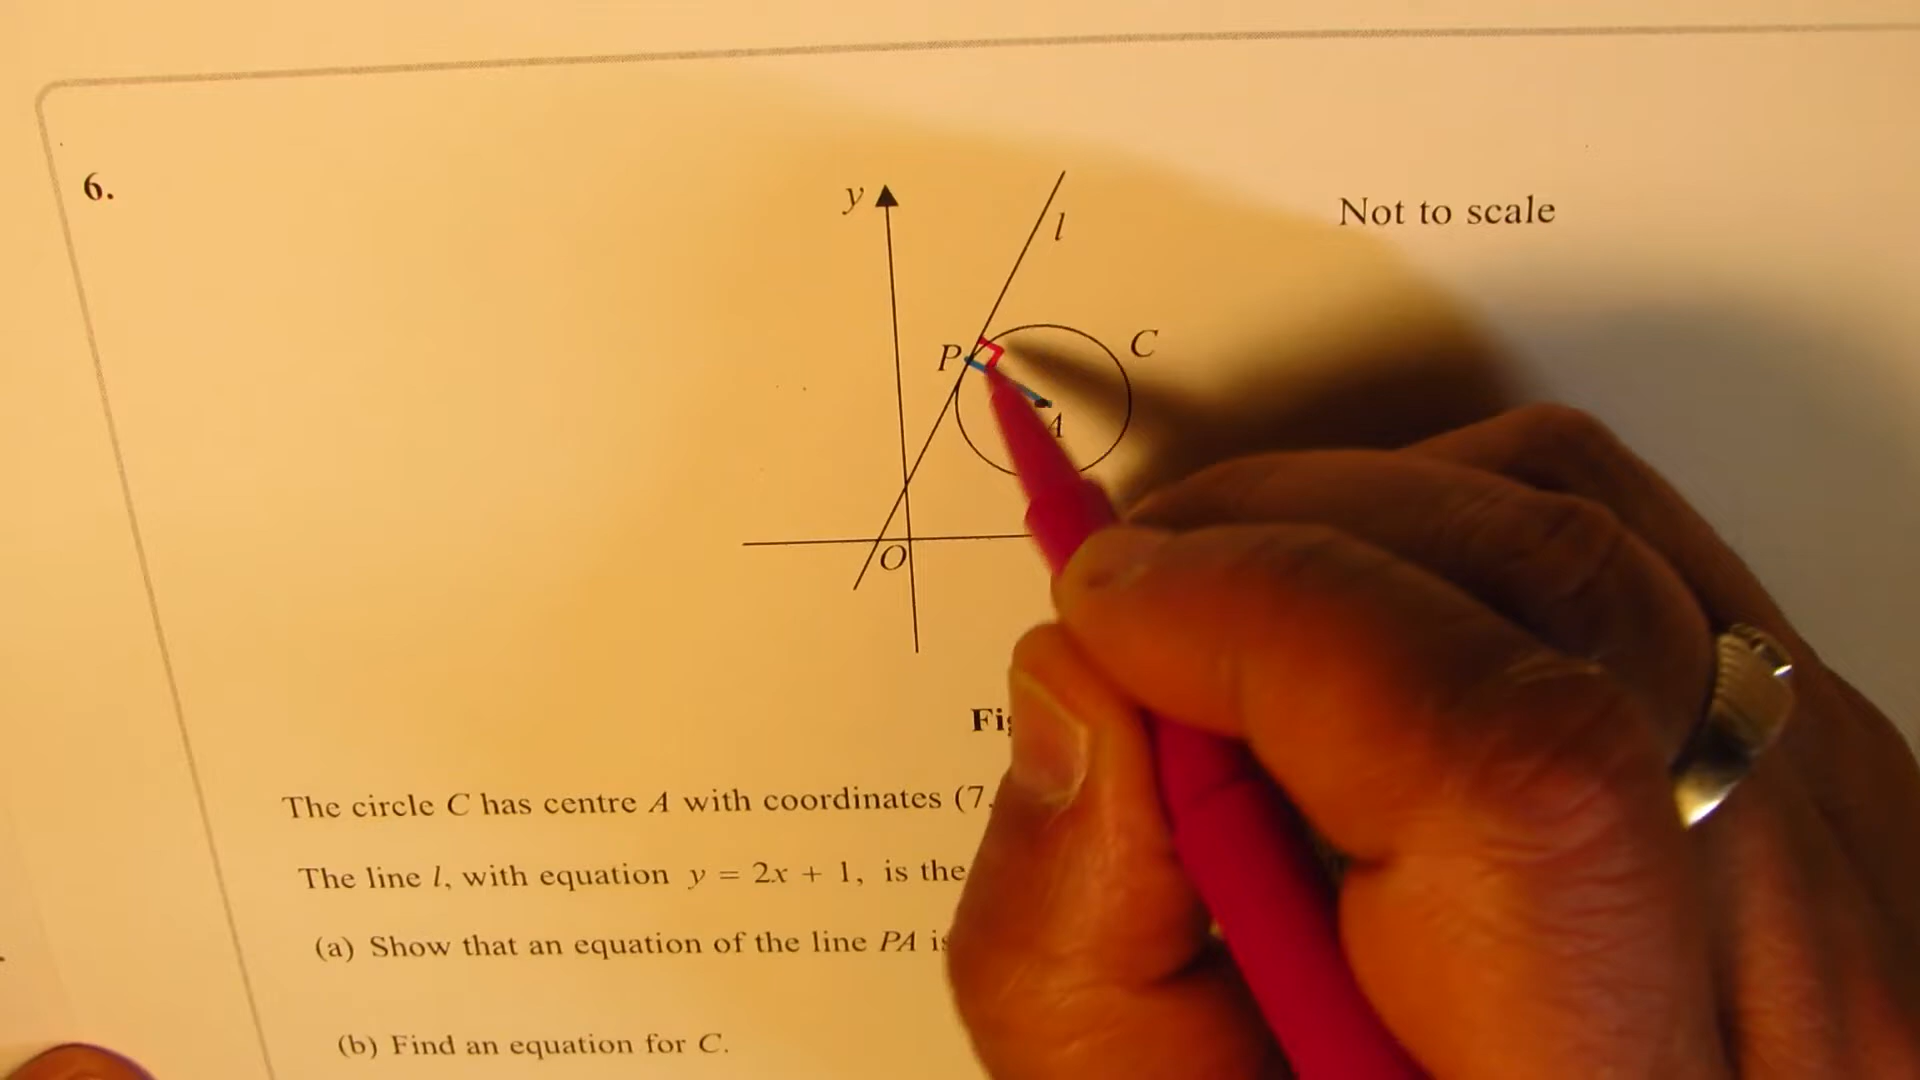 6.
y
l
Not to scale
P
C
A
O
The circle C has centre A with coordinates (7,
The line l, with equation y = 2x + 1, is the
(a) Show that an equation of the line PA is
(b) Find an equation for C.